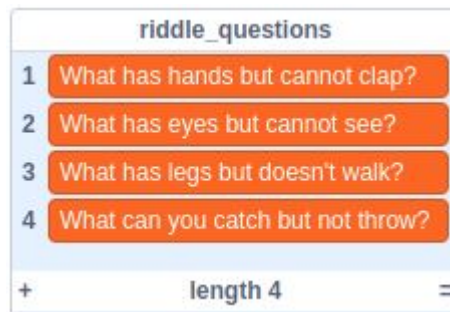 riddle_questions
1 What has hands but cannot clap?
2 What has eyes but cannot see?
3 What has legs but doesn't walk?
4 What can you catch but not throw?
+ length 4 =